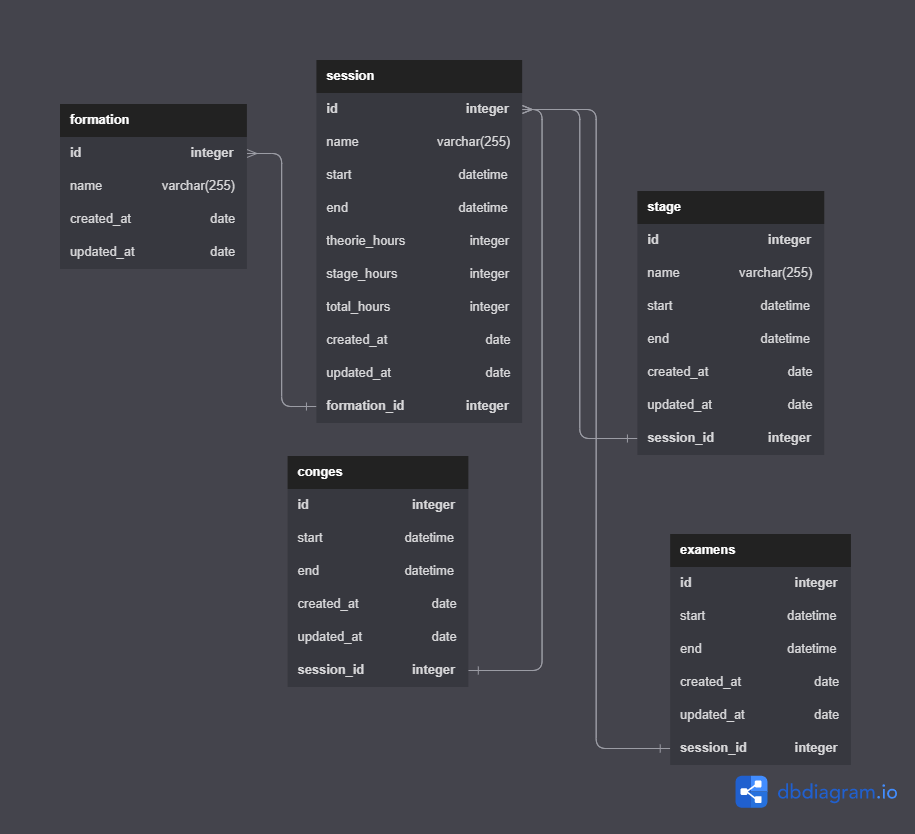 formation
id integer
name varchar(255)
created_at date
updated_at date
session
id integer
name varchar(255)
start datetime
end datetime
theorie_hours integer
stage_hours integer
total_hours integer
created_at date
updated_at date
formation_id integer
stage
id integer
name varchar(255)
start datetime
end datetime
created_at date
updated_at date
session_id integer
conges
id integer
start datetime
end datetime
created_at date
updated_at date
session_id integer
examens
id integer
start datetime
end datetime
created_at date
updated_at date
session_id integer
dbdiagram.io